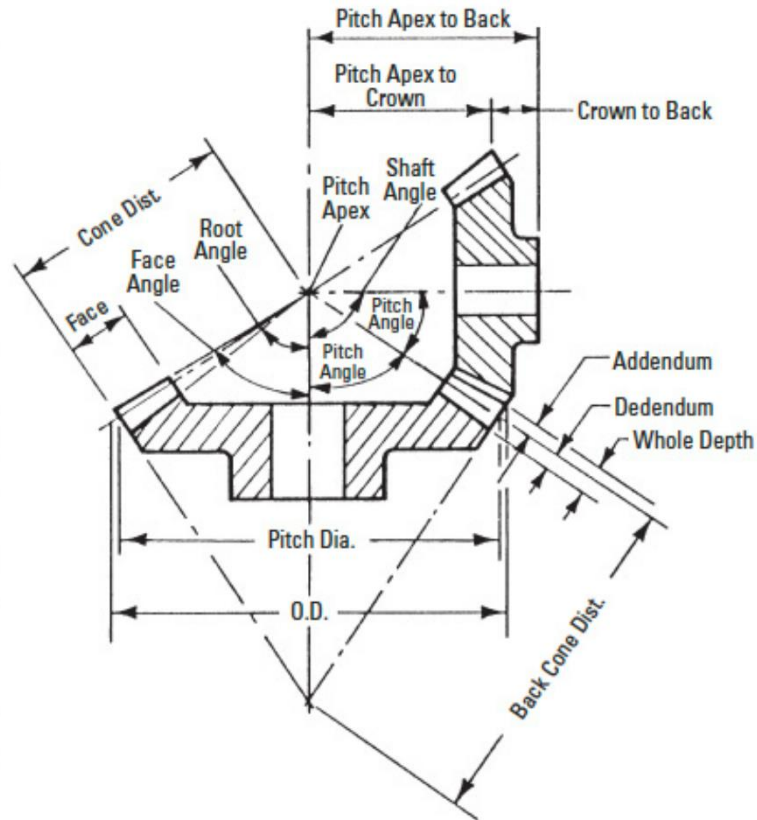 Pitch Apex to Back
Pitch Apex to
Crown
Crown to Back
Cone Dist.
Shaft
Angle
Pitch
Apex
Root
Angle
Face
Angle
Face
Pitch
Angle
Pitch
Angle
Addendum
Dedendum
Whole Depth
Pitch Dia.
O.D.
Back Cone Dist.